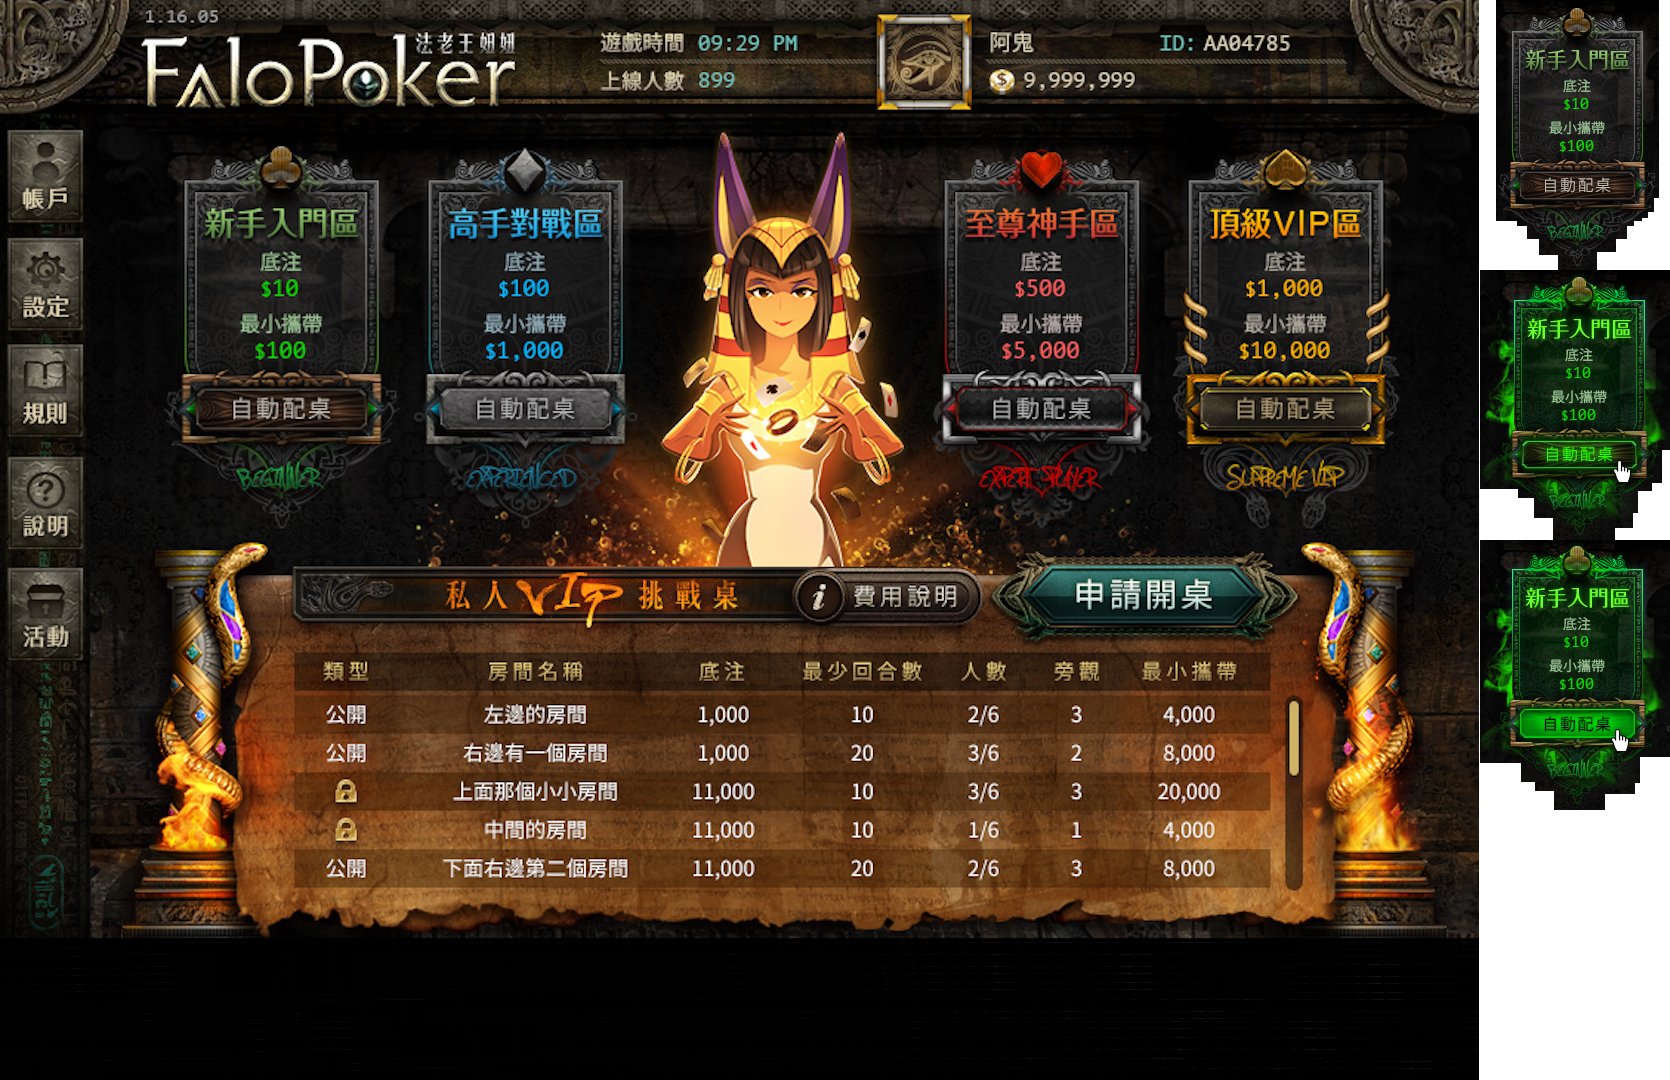 1.16.05
法老王妞妞
FaloPoker
遊戲時間 09:29 PM
上線人數 899
阿鬼
ID: AA04785
9,999,999
帳戶
設定
規則
說明
活動
新手入門區
底注
$10
最小攜帶
$100
自動配桌
BEGINNER
高手對戰區
底注
$100
最小攜帶
$1,000
自動配桌
EXPERIENCED
至尊神手區
底注
$500
最小攜帶
$5,000
自動配桌
EXPERT PLAYER
頂級VIP區
底注
$1,000
最小攜帶
$10,000
自動配桌
SUPREME VIP
私人VIP挑戰桌
i 費用說明
申請開桌
類型 房間名稱 底注 最少回合數 人數 旁觀 最小攜帶
公開 左邊的房間 1,000 10 2/6 3 4,000
公開 右邊有一個房間 1,000 20 3/6 2 8,000
上面那個小小房間 11,000 10 3/6 3 20,000
中間的房間 11,000 10 1/6 1 4,000
公開 下面右邊第二個房間 11,000 20 2/6 3 8,000
新手入門區
底注
$10
最小攜帶
$100
自動配桌
BEGINNER
新手入門區
底注
$10
最小攜帶
$100
自動配桌
BEGINNER
新手入門區
底注
$10
最小攜帶
$100
自動配桌
BEGINNER